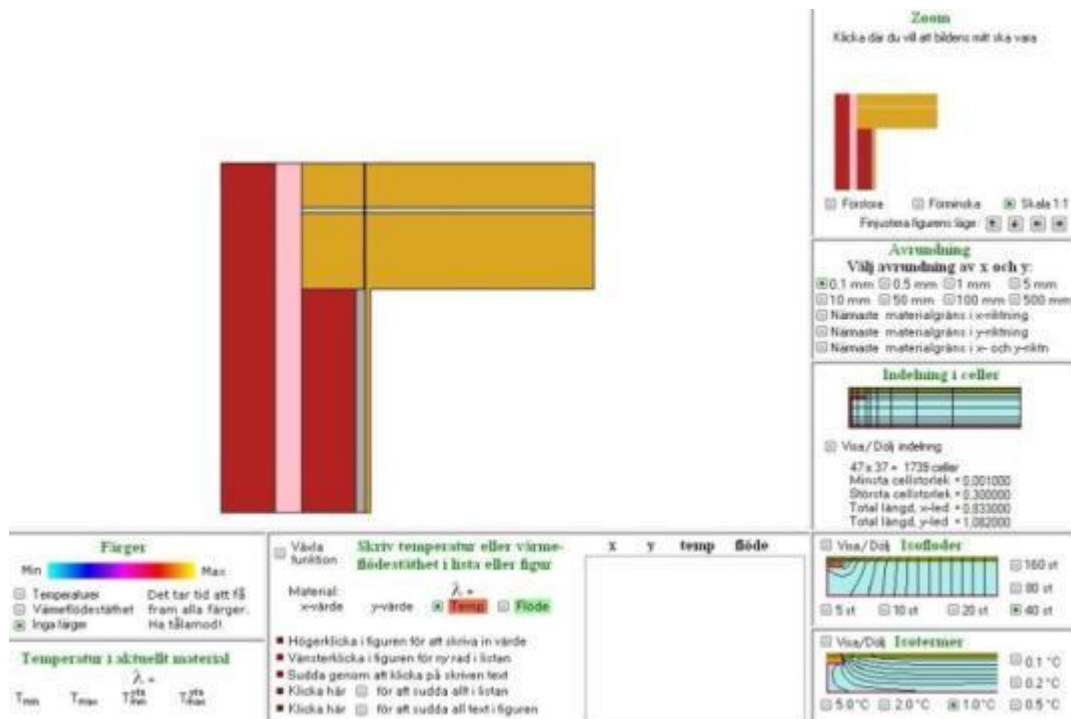 Zoom
Klicka där du vill att bildens mitt ska vara
Förstora Förminska Skala 1:1
Finjustera figurens läge:
Avrundning
Välj avrundning av x och y:
0.1 mm 0.5 mm 1 mm 5 mm
10 mm 50 mm 100 mm 500 mm
Närmaste materialgräns i x-riktning
Närmaste materialgräns i y-riktning
Närmaste materialgräns i x- och y-riktn
Indelning i celler
Visa/Dölj indelning
47 x 37 = 1739 celler
Minsta cellstorlek = 0.001000
Största cellstorlek = 0.300000
Total längd, x-led = 0.833000
Total längd, y-led = 1.082000
Färger
Min Max
Temperaturer
Värmeflödestäthet
Inga färger
Det tar tid att få
fram alla färger.
Ha tålamod!
Temperatur i aktuellt material
λ =
Tmin Tmax Tytamin Tytamax
Växla
funktion
Skriv temperatur eller värme-
flödestäthet i lista eller figur
Material: λ =
x-värde y-värde Temp Flöde
Högerklicka i figuren för att skriva in värde
Vänsterklicka i figuren för ny rad i listan
Sudda genom att klicka på skriven text
Klicka här för att sudda allt i listan
Klicka här för att sudda all text i figuren
x y temp flöde
Visa/Dölj Isoflöden
160 st
80 st
5 st 10 st 20 st 40 st
Visa/Dölj Isotermer
0.1 °C
0.2 °C
5.0°C 2.0°C 1.0°C 0.5°C